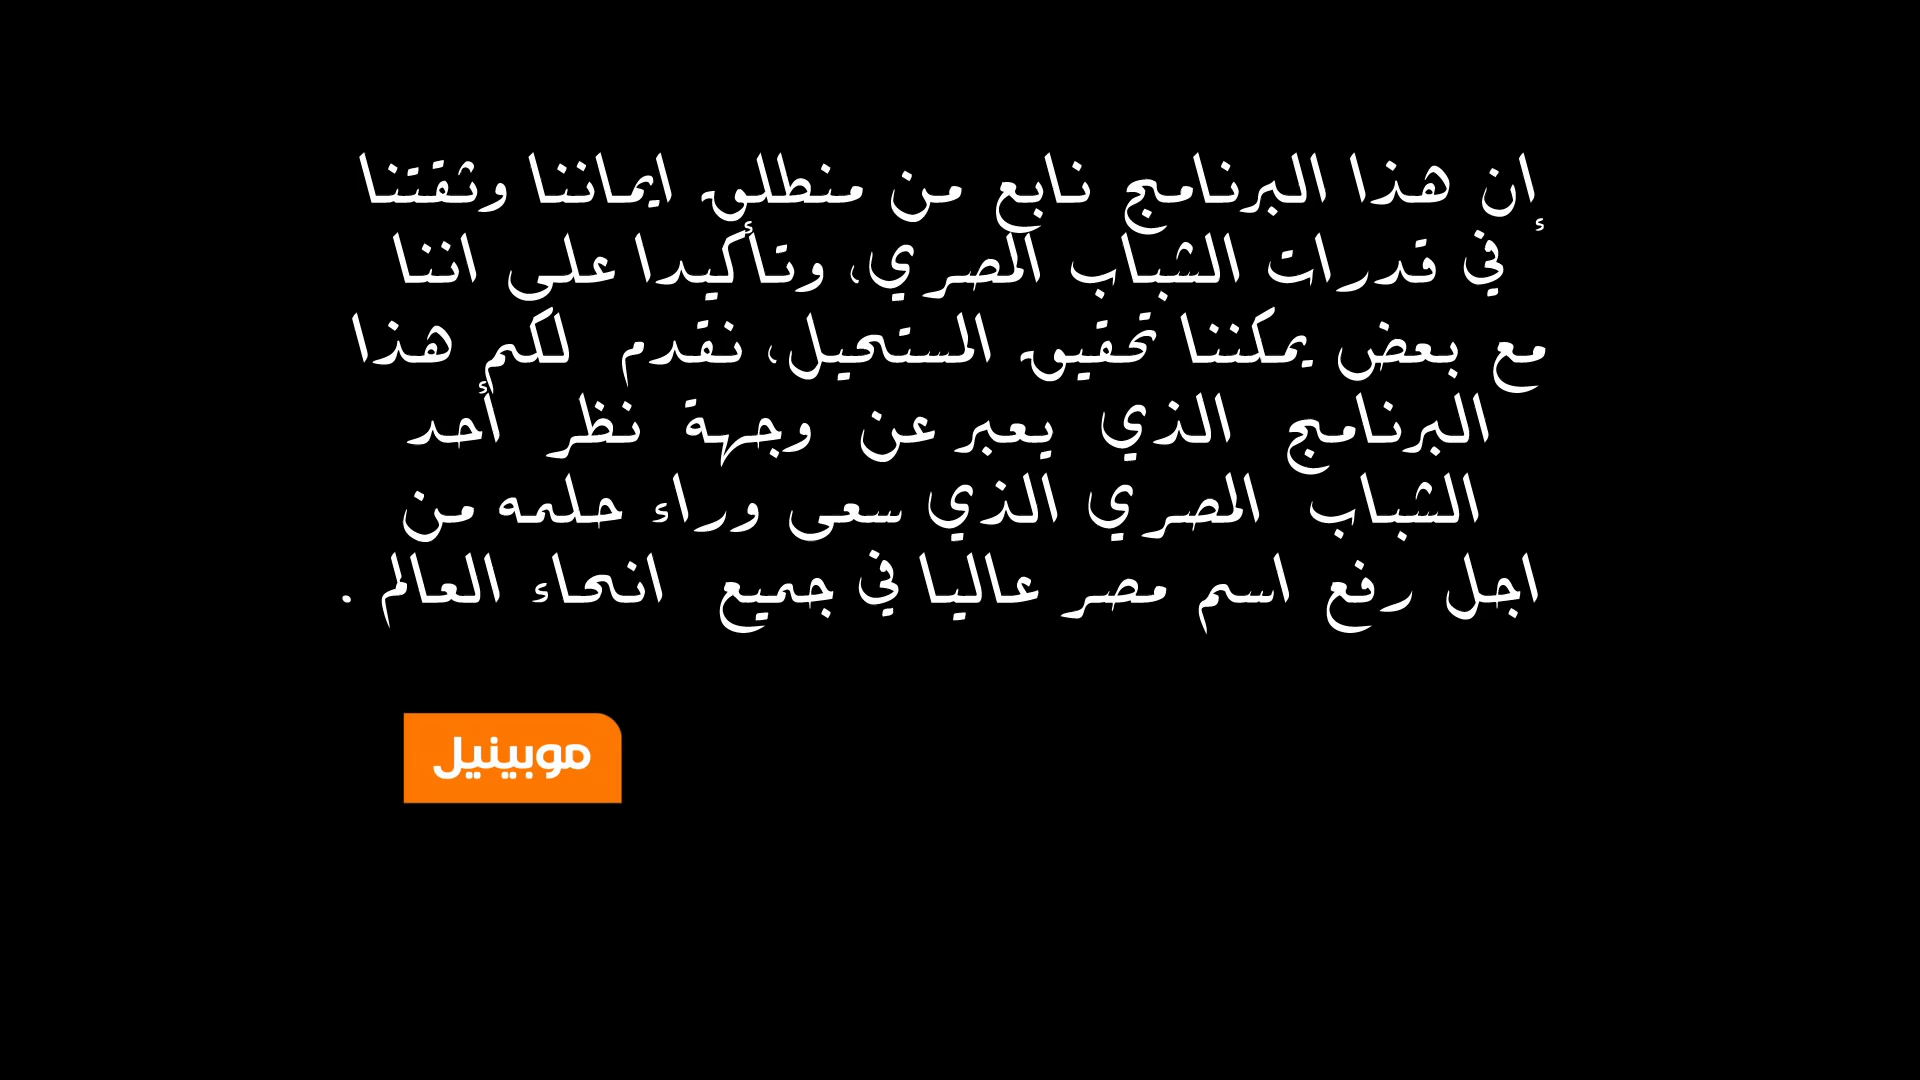 إن هذا البرنامج نابع من منطلق ايماننا وثقتنا
في قدرات الشباب المصري، وتأكيدا على اننا
مع بعض يمكننا تحقيق المستحيل، نقدم لكم هذا
البرنامج الذي يعبر عن وجهة نظر أحد
الشباب المصري الذي سعى وراء حلمه من
اجل رفع اسم مصر عاليا في جميع انحاء العالم .
موبينيل